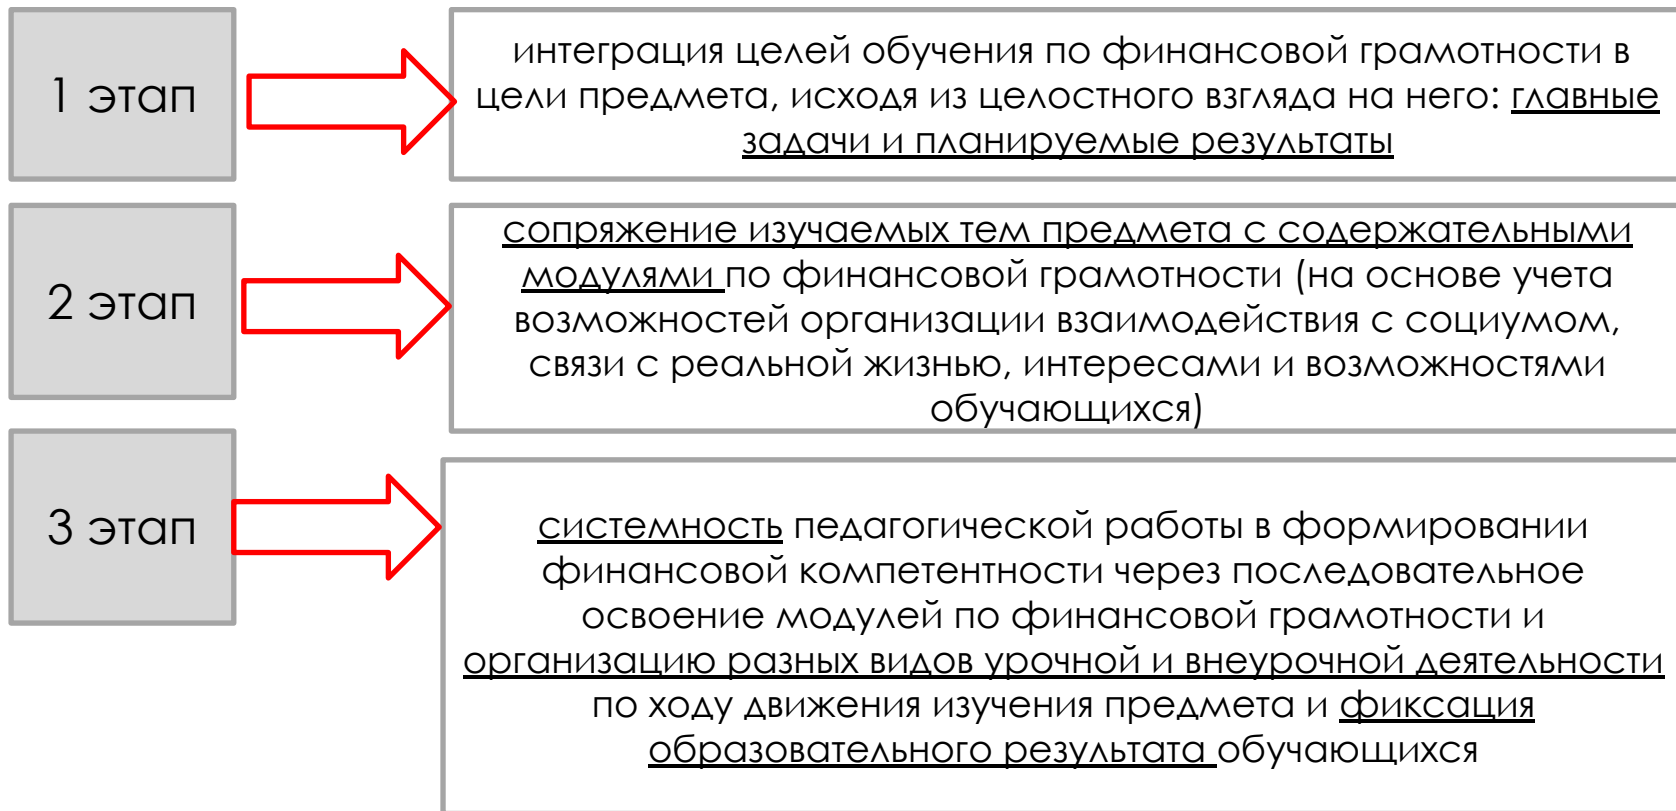 1 этап
интеграция целей обучения по финансовой грамотности в
цели предмета, исходя из целостного взгляда на него: главные
задачи и планируемые результаты
2 этап
сопряжение изучаемых тем предмета с содержательными
модулями по финансовой грамотности (на основе учета
возможностей организации взаимодействия с социумом,
связи с реальной жизнью, интересами и возможностями
обучающихся)
3 этап
системность педагогической работы в формировании
финансовой компетентности через последовательное
освоение модулей по финансовой грамотности и
организацию разных видов урочной и внеурочной деятельности
по ходу движения изучения предмета и фиксация
образовательного результата обучающихся